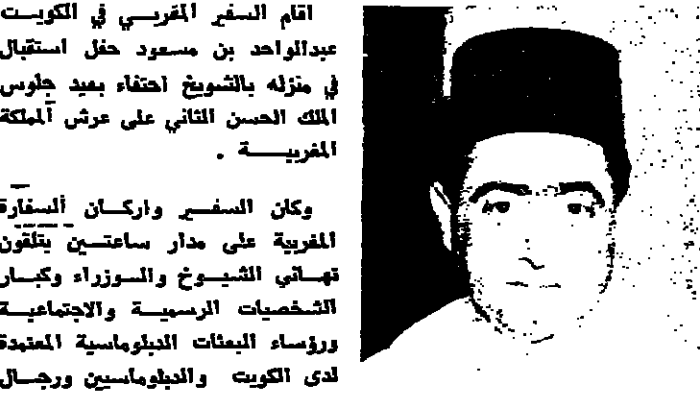 اقام السفير المغربي في الكويت
عبدالواحد بن مسعود حفل استقبال
في منزله بالشويخ احتفاء بعيد جلوس
الملك الحسن الثاني على عرش المملكة
المغربية .
وكان السفير واركان السفارة
المغربية على مدار ساعتين يتلقون
تهاني الشيوخ والوزراء وكبار
الشخصيات الرسمية والاجتماعية
ورؤساء البعثات الدبلوماسية المعتمدة
لدى الكويت والدبلوماسيين ورجال